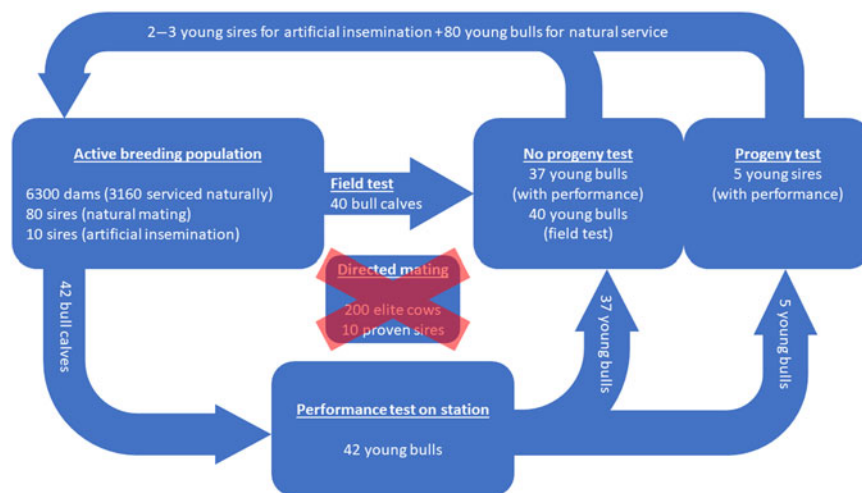 2–3 young sires for artificial insemination +80 young bulls for natural service
Active breeding population
6300 dams (3160 serviced naturally)
80 sires (natural mating)
10 sires (artificial insemination)
Field test
40 bull calves
No progeny test
37 young bulls
(with performance)
40 young bulls
(field test)
Progeny test
5 young sires
(with performance)
Directed mating
200 elite cows
10 proven sires
42 bull calves
37 young bulls
5 young bulls
Performance test on station
42 young bulls